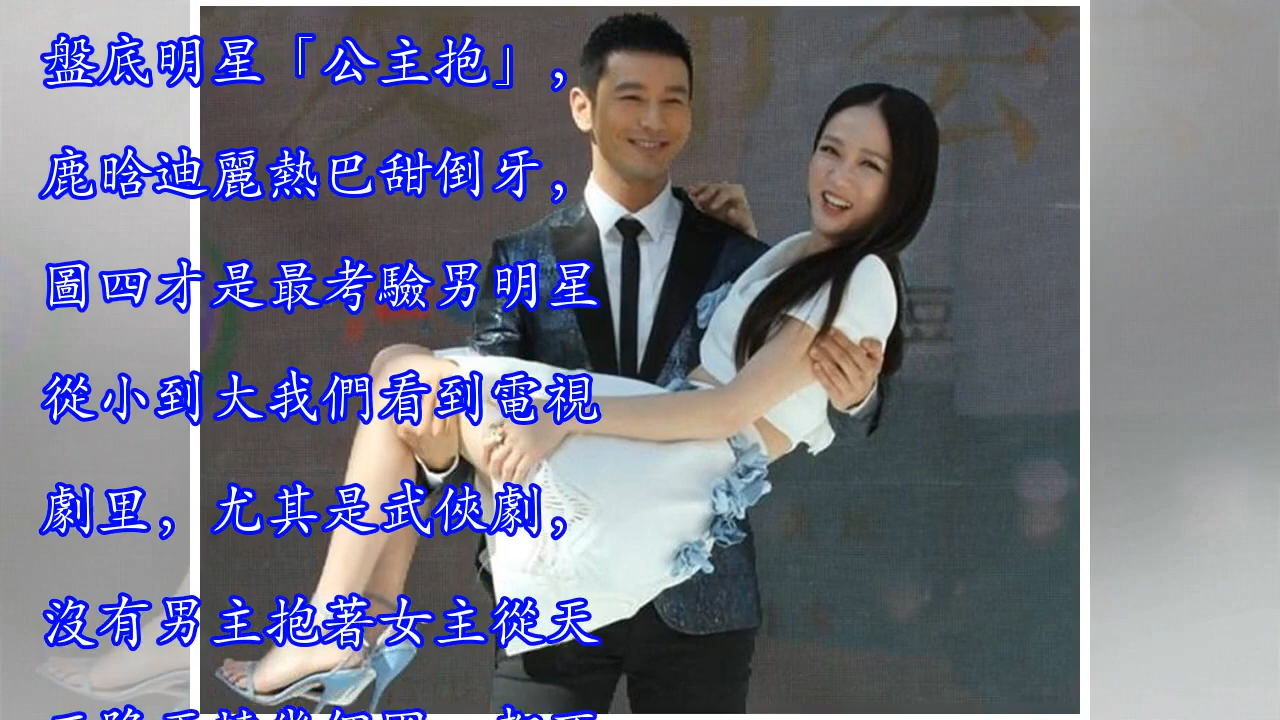 盤底明星「公主抱」，
鹿晗迪麗熱巴甜倒牙，
圖四才是最考驗男明星
從小到大我們看到電視
劇里，尤其是武俠劇，
沒有男主抱著女主從天